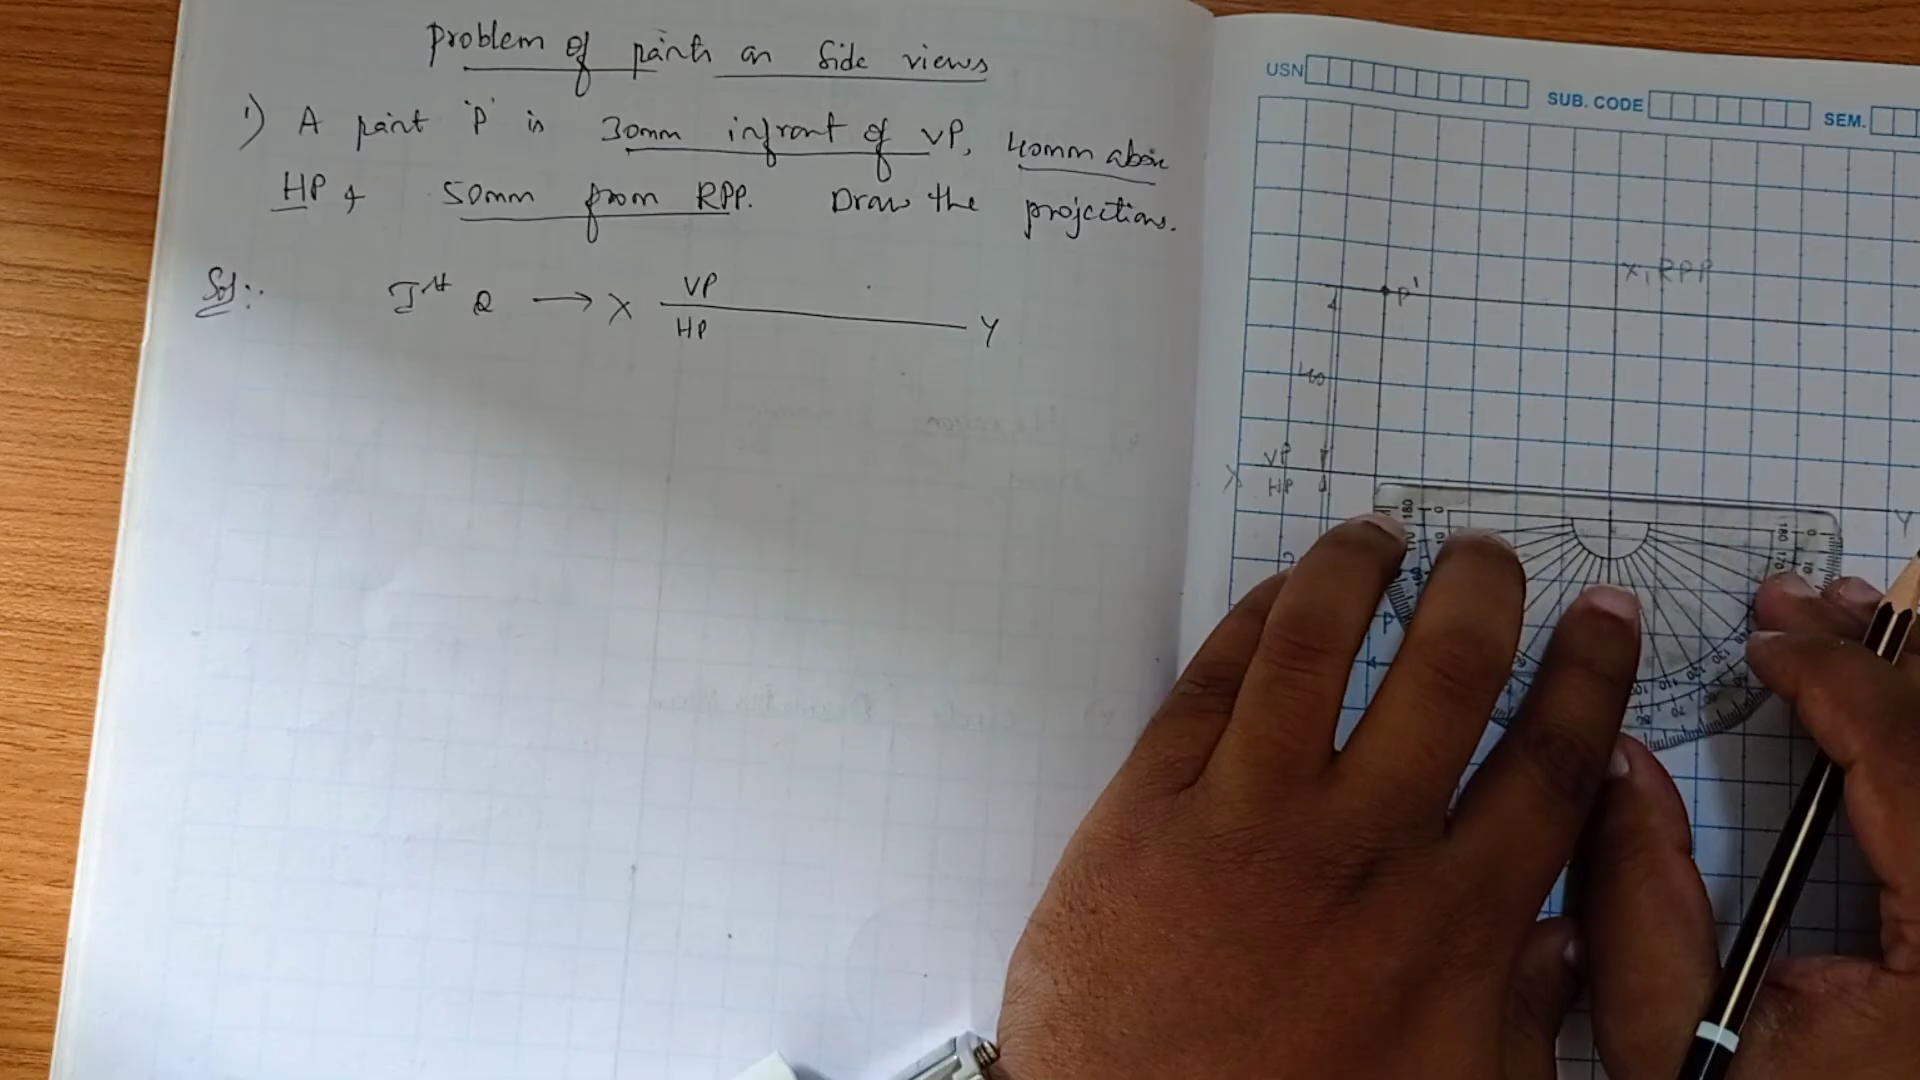 problem of points on side views
1) A point 'P' is 30mm infront of VP, 40mm above
HP & 50mm from RPP. Draw the projections.
Sol:-
Ist Q → X VP
HP Y
USN SUB. CODE SEM.
X1 RPP
P'
40
VP
X HP Y
P